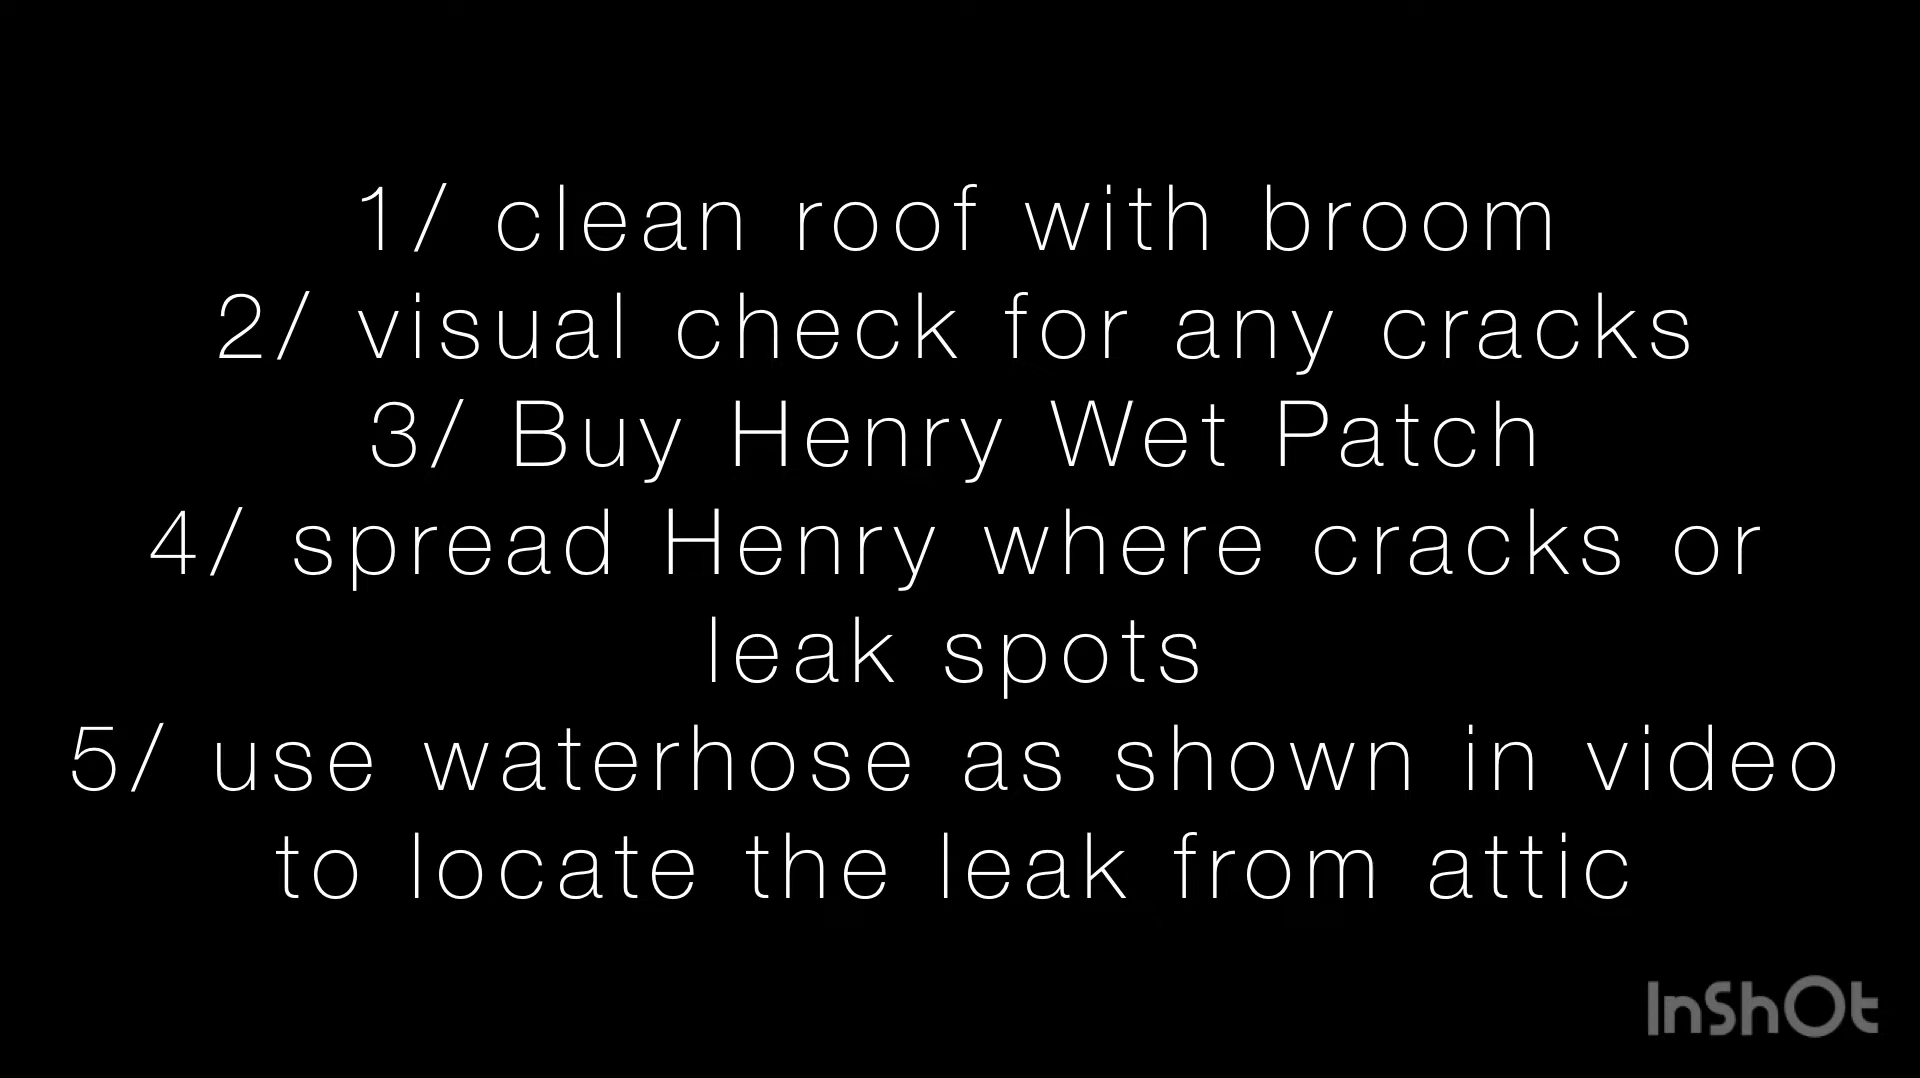 1/ clean roof with broom
2/ visual check for any cracks
3/ Buy Henry Wet Patch
4/ spread Henry where cracks or
leak spots
5/ use waterhose as shown in video
to locate the leak from attic
InShOt